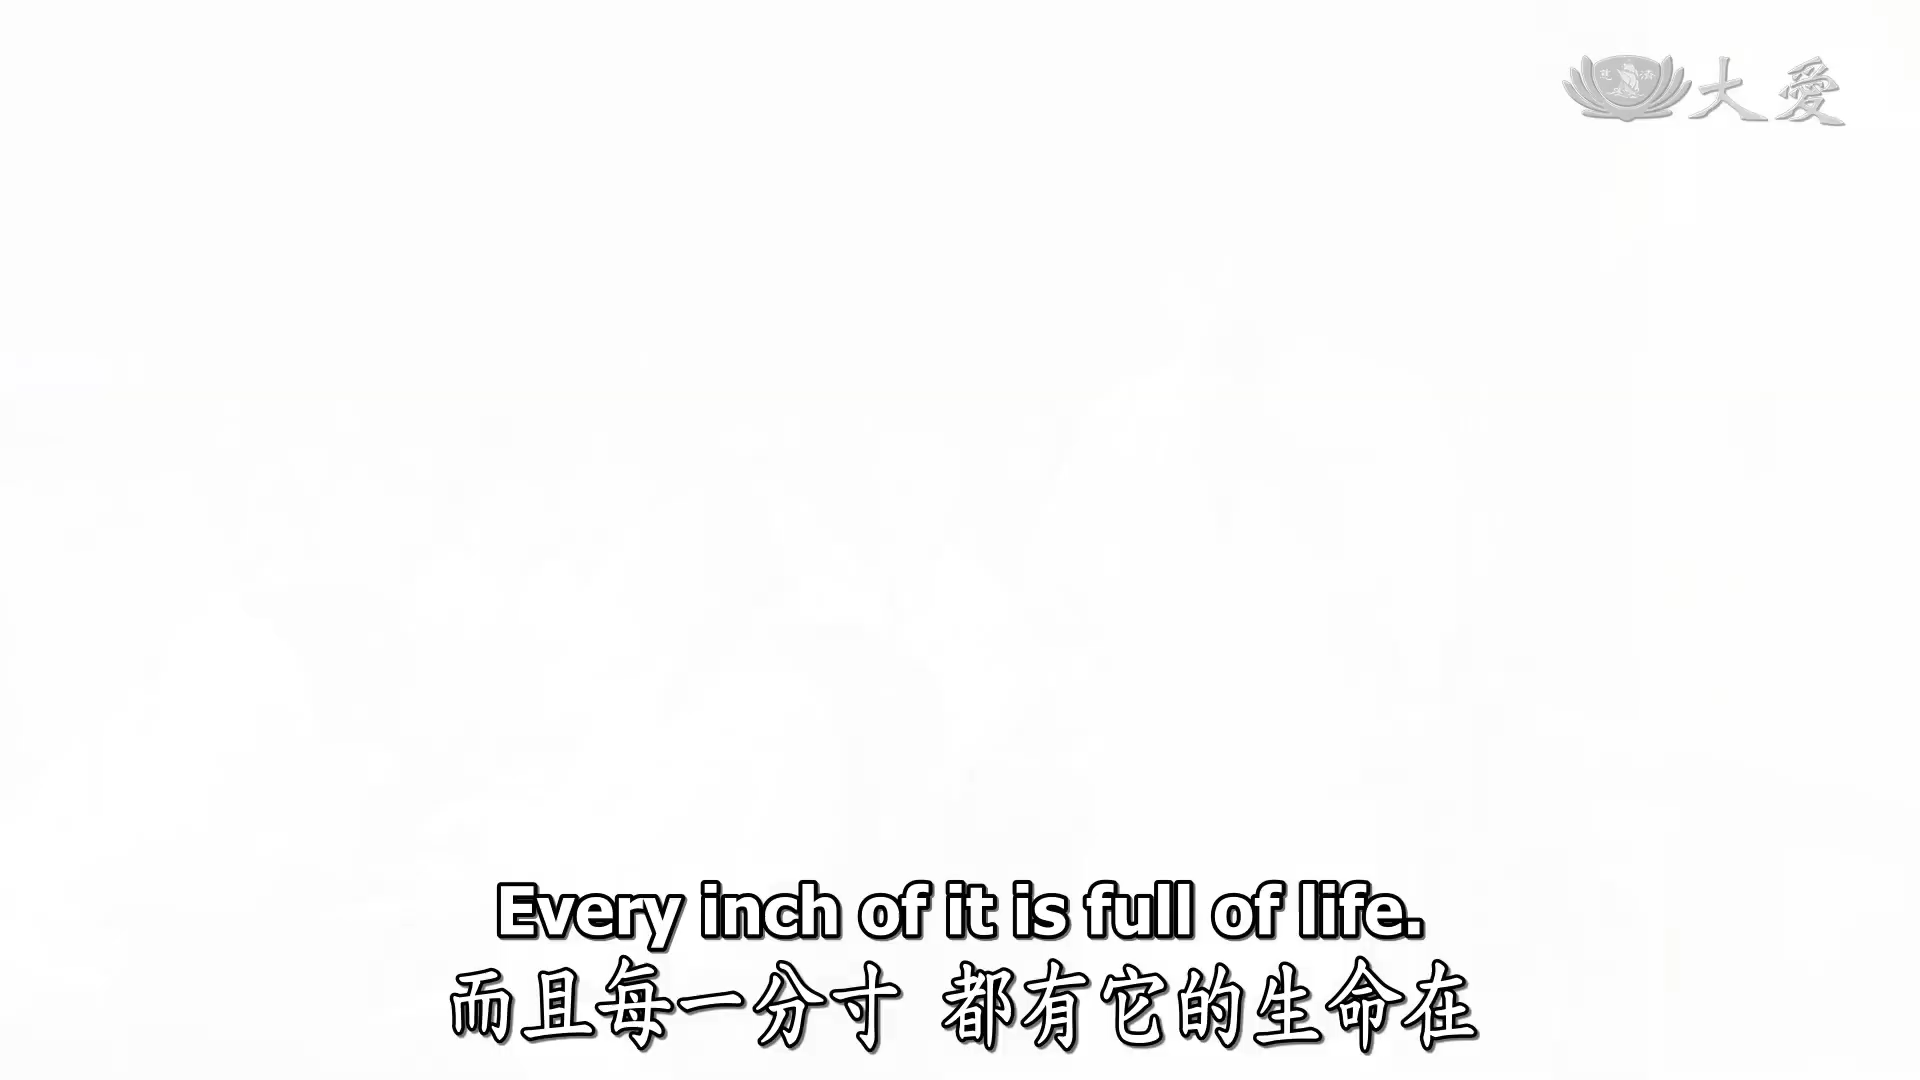 大愛
Every inch of it is full of life.
而且每一分寸 都有它的生命在